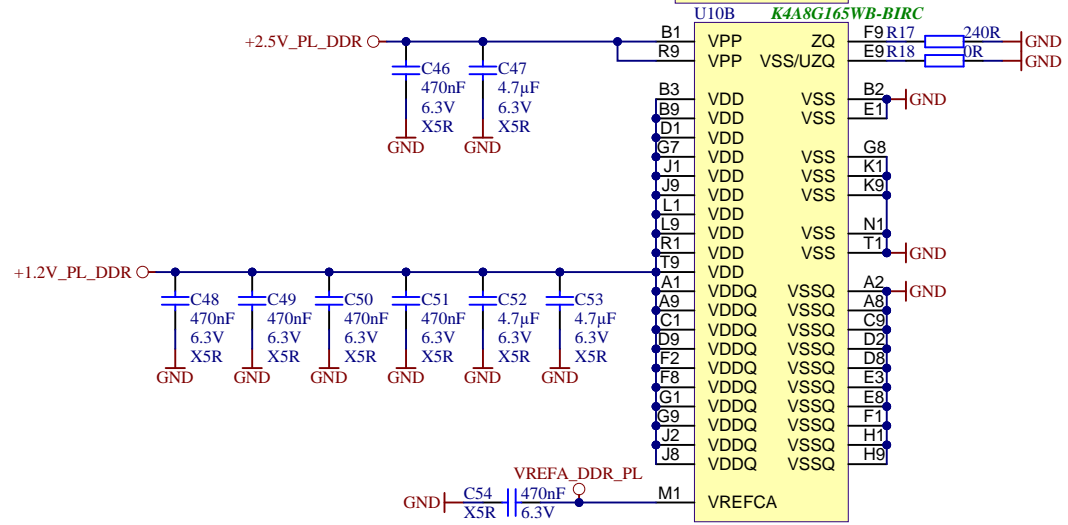 U10B K4A8G165WB-BIRC
+2.5V_PL_DDR B1 VPP ZQ F9 R17 240R GND
R9 VPP VSS/UZQ E9 R18 0R GND
C46 C47
470nF 4.7µF
6.3V 6.3V
X5R X5R
GND GND
B3 VDD VSS B2 GND
B9 VDD VSS E1
D1 VDD
G7 VDD VSS G8
J1 VDD VSS K1
J9 VDD VSS K9
L1 VDD
L9 VDD VSS N1
R1 VDD VSS T1 GND
+1.2V_PL_DDR T9 VDD
A1 VDDQ VSSQ A2 GND
A9 VDDQ VSSQ A8
C1 VDDQ VSSQ C9
D9 VDDQ VSSQ D2
F2 VDDQ VSSQ D8
F8 VDDQ VSSQ E3
G1 VDDQ VSSQ E8
G9 VDDQ VSSQ F1
J2 VDDQ VSSQ H1
J8 VDDQ VSSQ H9
C48 C49 C50 C51 C52 C53
470nF 470nF 470nF 470nF 4.7µF 4.7µF
6.3V 6.3V 6.3V 6.3V 6.3V 6.3V
X5R X5R X5R X5R X5R X5R
GND GND GND GND GND GND
VREFA_DDR_PL
GND C54 470nF M1 VREFCA
X5R 6.3V